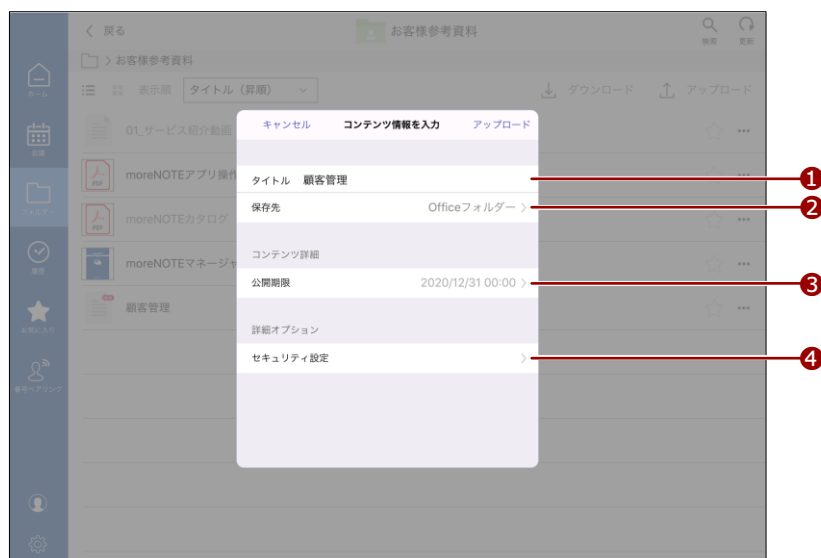 戻る
お客様参考資料
検索
更新
> お客様参考資料
表示順 タイトル（昇順）
ダウンロード
アップロード
ホーム
会議
フォルダー
履歴
お気に入り
番号ペアリング
01_サービス紹介動画
PDF
moreNOTEアプリ操作
PDF
moreNOTEカタログ
moreNOTEマネージャ
顧客管理
キャンセル
コンテンツ情報を入力
アップロード
タイトル 顧客管理
1
保存先
Officeフォルダー >
2
コンテンツ詳細
公開期限
2020/12/31 00:00 >
3
詳細オプション
セキュリティ設定
>
4